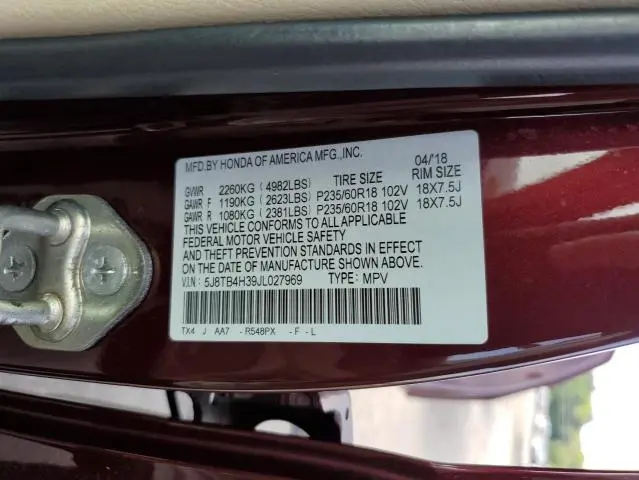 MFD.BY HONDA OF AMERICA MFG.,INC. 04/18
GVWR 2260KG (4982LBS) TIRE SIZE RIM SIZE
GAWR F 1190KG (2623LBS) P235/60R18 102V 18X7.5J
GAWR R 1080KG (2381LBS) P235/60R18 102V 18X7.5J
THIS VEHICLE CONFORMS TO ALL APPLICABLE
FEDERAL MOTOR VEHICLE SAFETY
AND THEFT PREVENTION STANDARDS IN EFFECT
ON THE DATE OF MANUFACTURE SHOWN ABOVE.
V.I.N: 5J8TB4H39JL027969 TYPE: MPV
TX4 J AA7 - R548PX - F - L